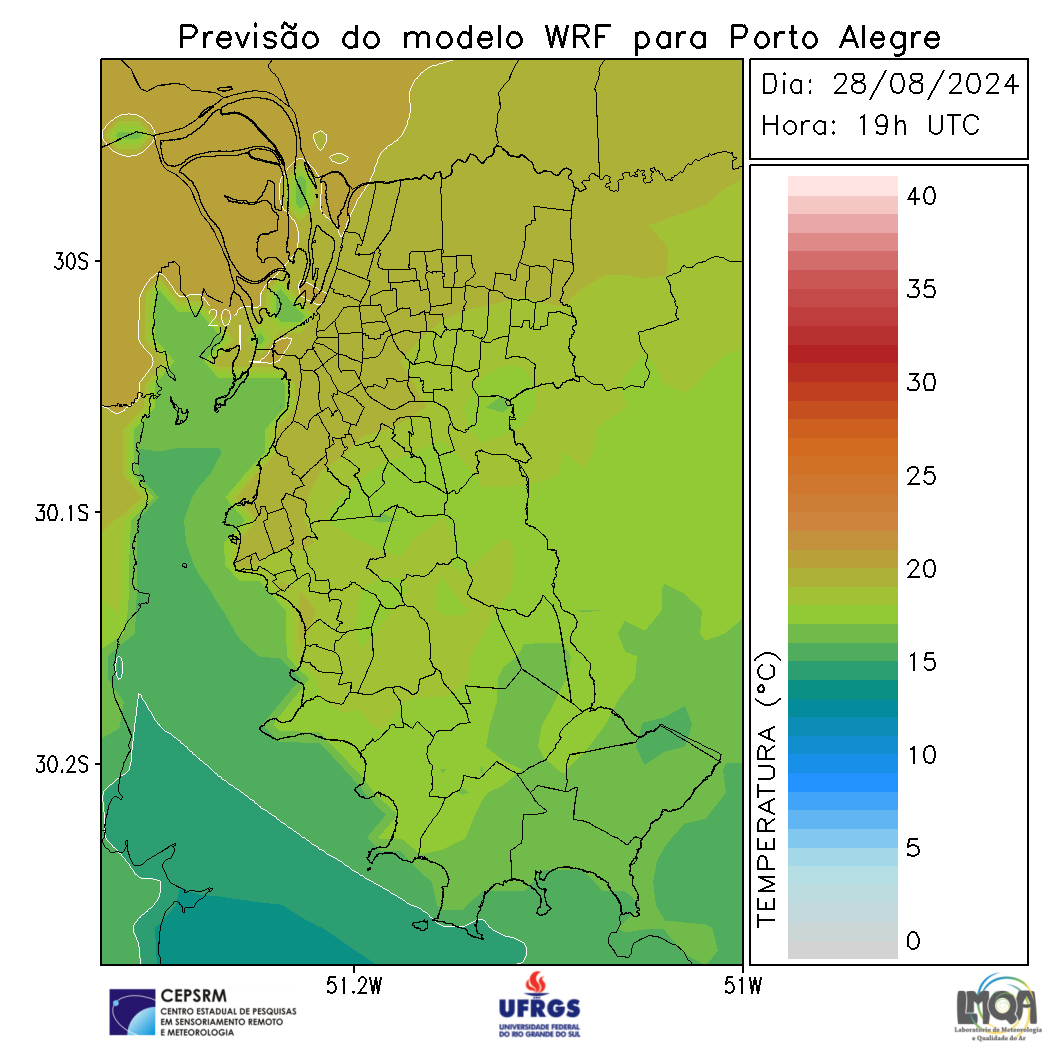 Previsão do modelo WRF para Porto Alegre
Dia: 28/08/2024
Hora: 19h UTC
40
35
30
25
20
15
10
5
0
TEMPERATURA (°C)
30S
30.1S
30.2S
20
51.2W
51W
CEPSRM
CENTRO ESTADUAL DE PESQUISAS
EM SENSORIAMENTO REMOTO
E METEOROLOGIA
UFRGS
UNIVERSIDADE FEDERAL
DO RIO GRANDE DO SUL
LMQA
Laboratório de Meteorologia
e Qualidade do Ar